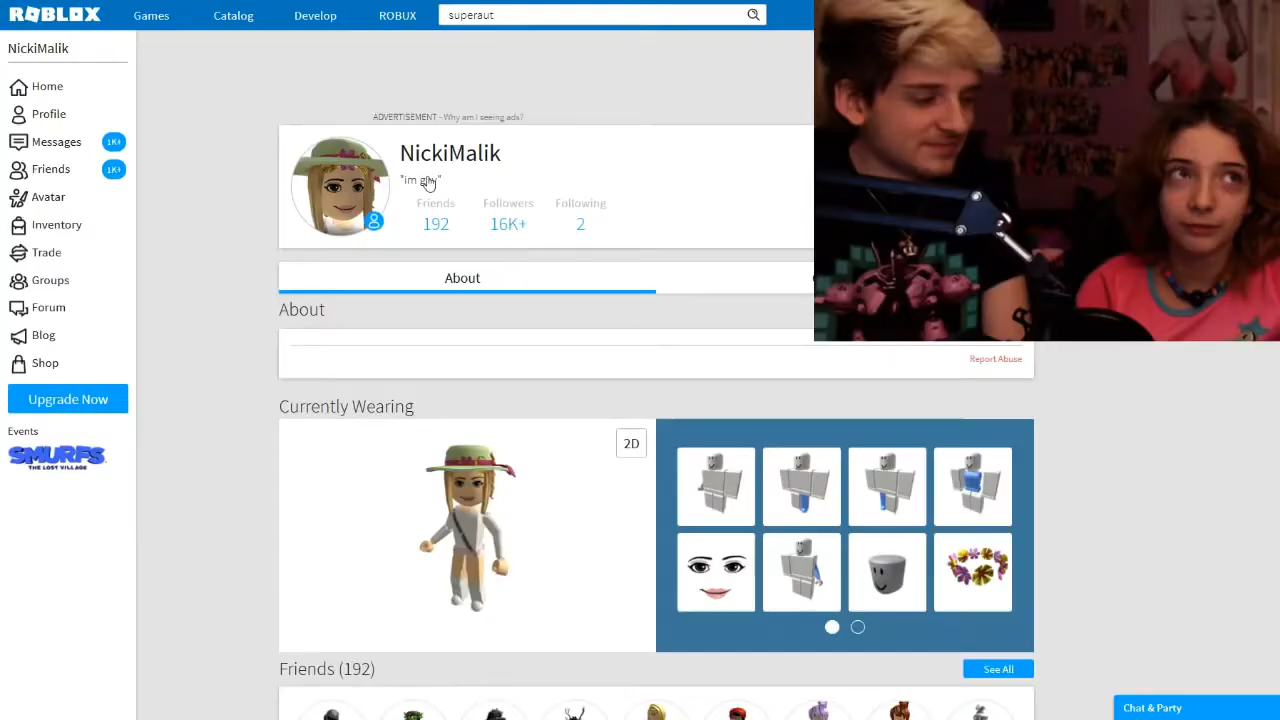 ROBLOX
Games
Catalog
Develop
ROBUX
superaut
NickiMalik
Home
Profile
Messages 1K+
Friends 1K+
Avatar
Inventory
Trade
Groups
Forum
Blog
Shop
Upgrade Now
Events
SMURFS
THE LOST VILLAGE
ADVERTISEMENT - Why am I seeing ads?
NickiMalik
"im
Friends
Followers
Following
192
16K+
2
About
About
Report Abuse
Currently Wearing
2D
Friends (192)
See All
Chat & Party